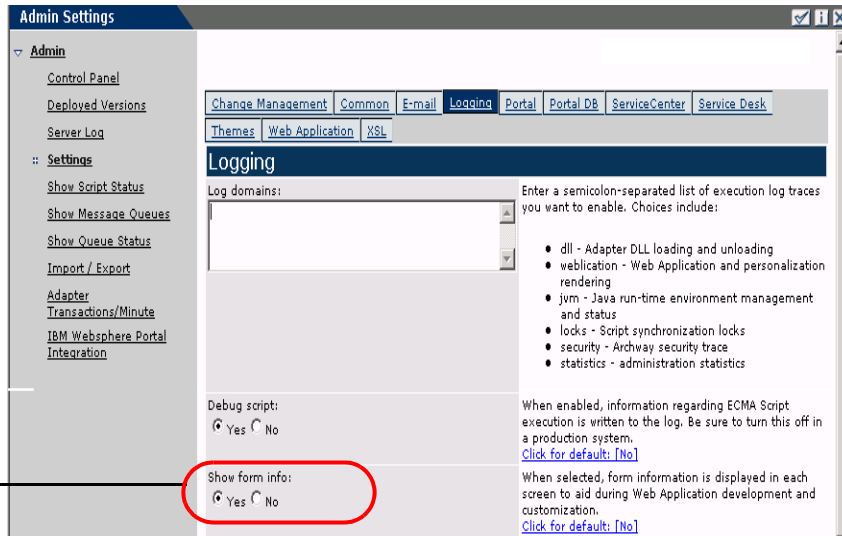 Admin Settings
Admin
Control Panel
Deployed Versions
Server Log
Settings
Show Script Status
Show Message Queues
Show Queue Status
Import / Export
Adapter
Transactions/Minute
IBM Websphere Portal
Integration
Change Management Common E-mail Logging Portal Portal DB ServiceCenter Service Desk
Themes Web Application XSL
Logging
Log domains:
Enter a semicolon-separated list of execution log traces
you want to enable. Choices include:
• dll - Adapter DLL loading and unloading
• weblication - Web Application and personalization
rendering
• jvm - Java run-time environment management
and status
• locks - Script synchronization locks
• security - Archway security trace
• statistics - administration statistics
Debug script:
Yes No
When enabled, information regarding ECMA Script
execution is written to the log. Be sure to turn this off in
a production system.
Click for default: [No]
Show form info:
Yes No
When selected, form information is displayed in each
screen to aid during Web Application development and
customization.
Click for default: [No]